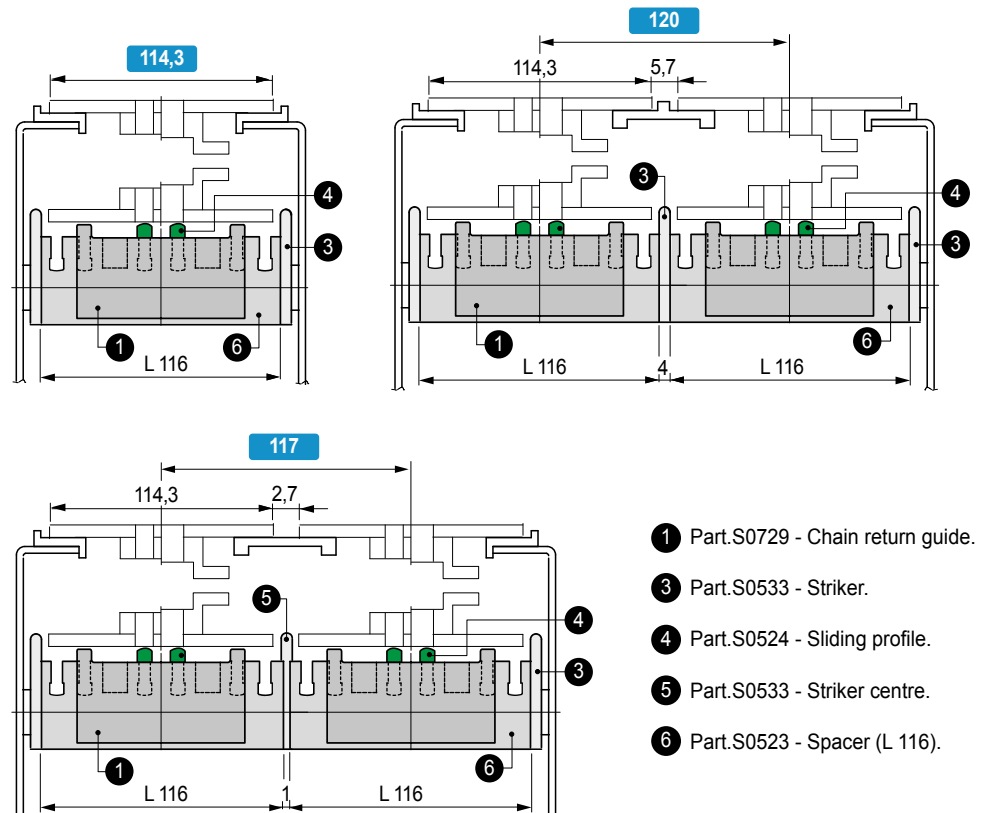 120
114,3
114,3
5,7
4
3
4
3
3
1
6
1
6
L 116
L 116
4
L 116
117
114,3
2,7
5
4
3
1
6
L 116
1
L 116
1 Part.S0729 - Chain return guide.
3 Part.S0533 - Striker.
4 Part.S0524 - Sliding profile.
5 Part.S0533 - Striker centre.
6 Part.S0523 - Spacer (L 116).